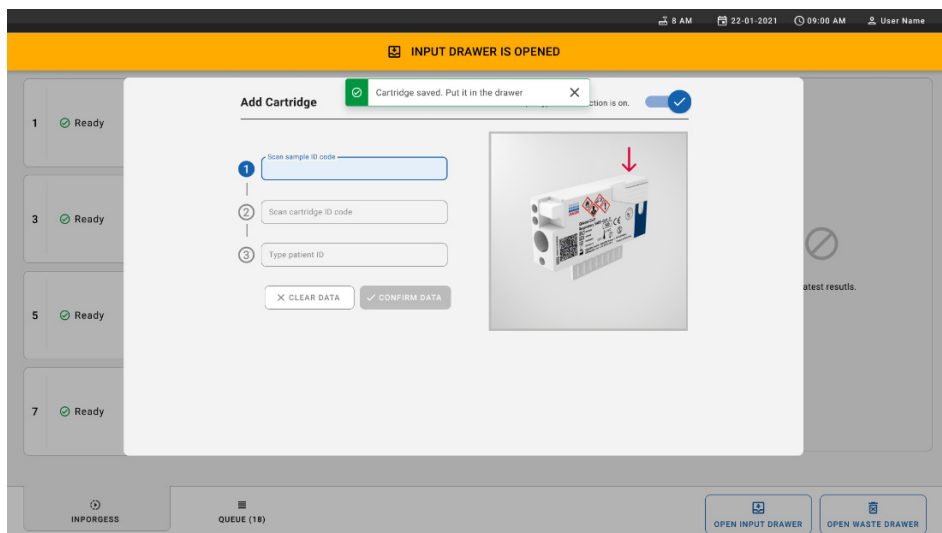 8 AM 22-01-2021 09:00 AM User Name
INPUT DRAWER IS OPENED
Cartridge saved. Put it in the drawer
Add Cartridge
ction is on.
1 Ready
Scan sample ID code
1
2 Scan cartridge ID code
3 Ready
3 Type patient ID
CLEAR DATA CONFIRM DATA
atest resutls.
5 Ready
7 Ready
INPORGESS
QUEUE (18)
OPEN INPUT DRAWER
OPEN WASTE DRAWER